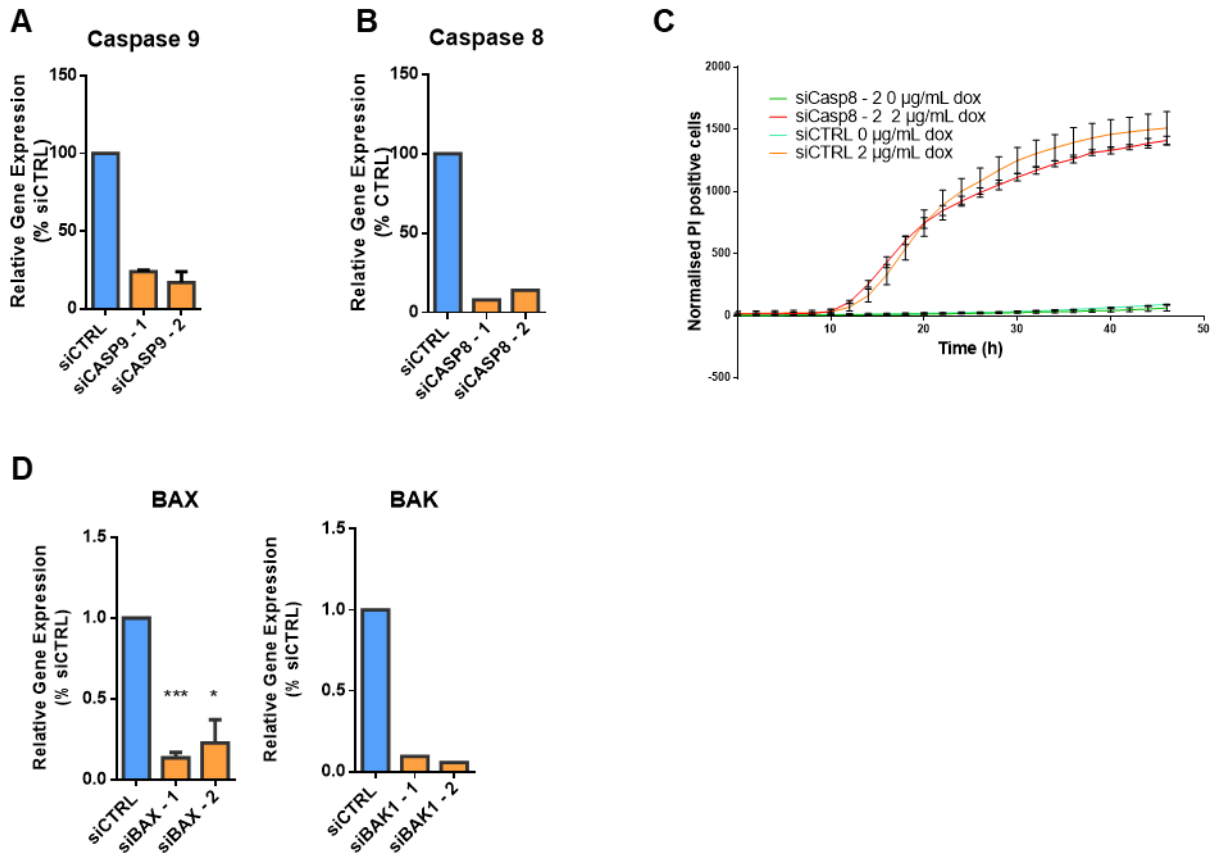 A
Caspase 9
Relative Gene Expression
(% siCTRL)
150
100
50
0
siCTRL
siCASP9 - 1
siCASP9 - 2
B
Caspase 8
Relative Gene Expression
(% CTRL)
150
100
50
0
siCTRL
siCASP8 - 1
siCASP8 - 2
C
Normalised PI positive cells
2000
1500
1000
500
0
-500
10
20
30
40
50
Time (h)
siCasp8 - 2 0 µg/mL dox
siCasp8 - 2 2 µg/mL dox
siCTRL 0 µg/mL dox
siCTRL 2 µg/mL dox
D
BAX
Relative Gene Expression
(% siCTRL)
1.5
1.0
0.5
0.0
***
*
siCTRL
siBAX - 1
siBAX - 2
BAK
Relative Gene Expression
(% siCTRL)
1.5
1.0
0.5
0.0
siCTRL
siBAK1 - 1
siBAK1 - 2